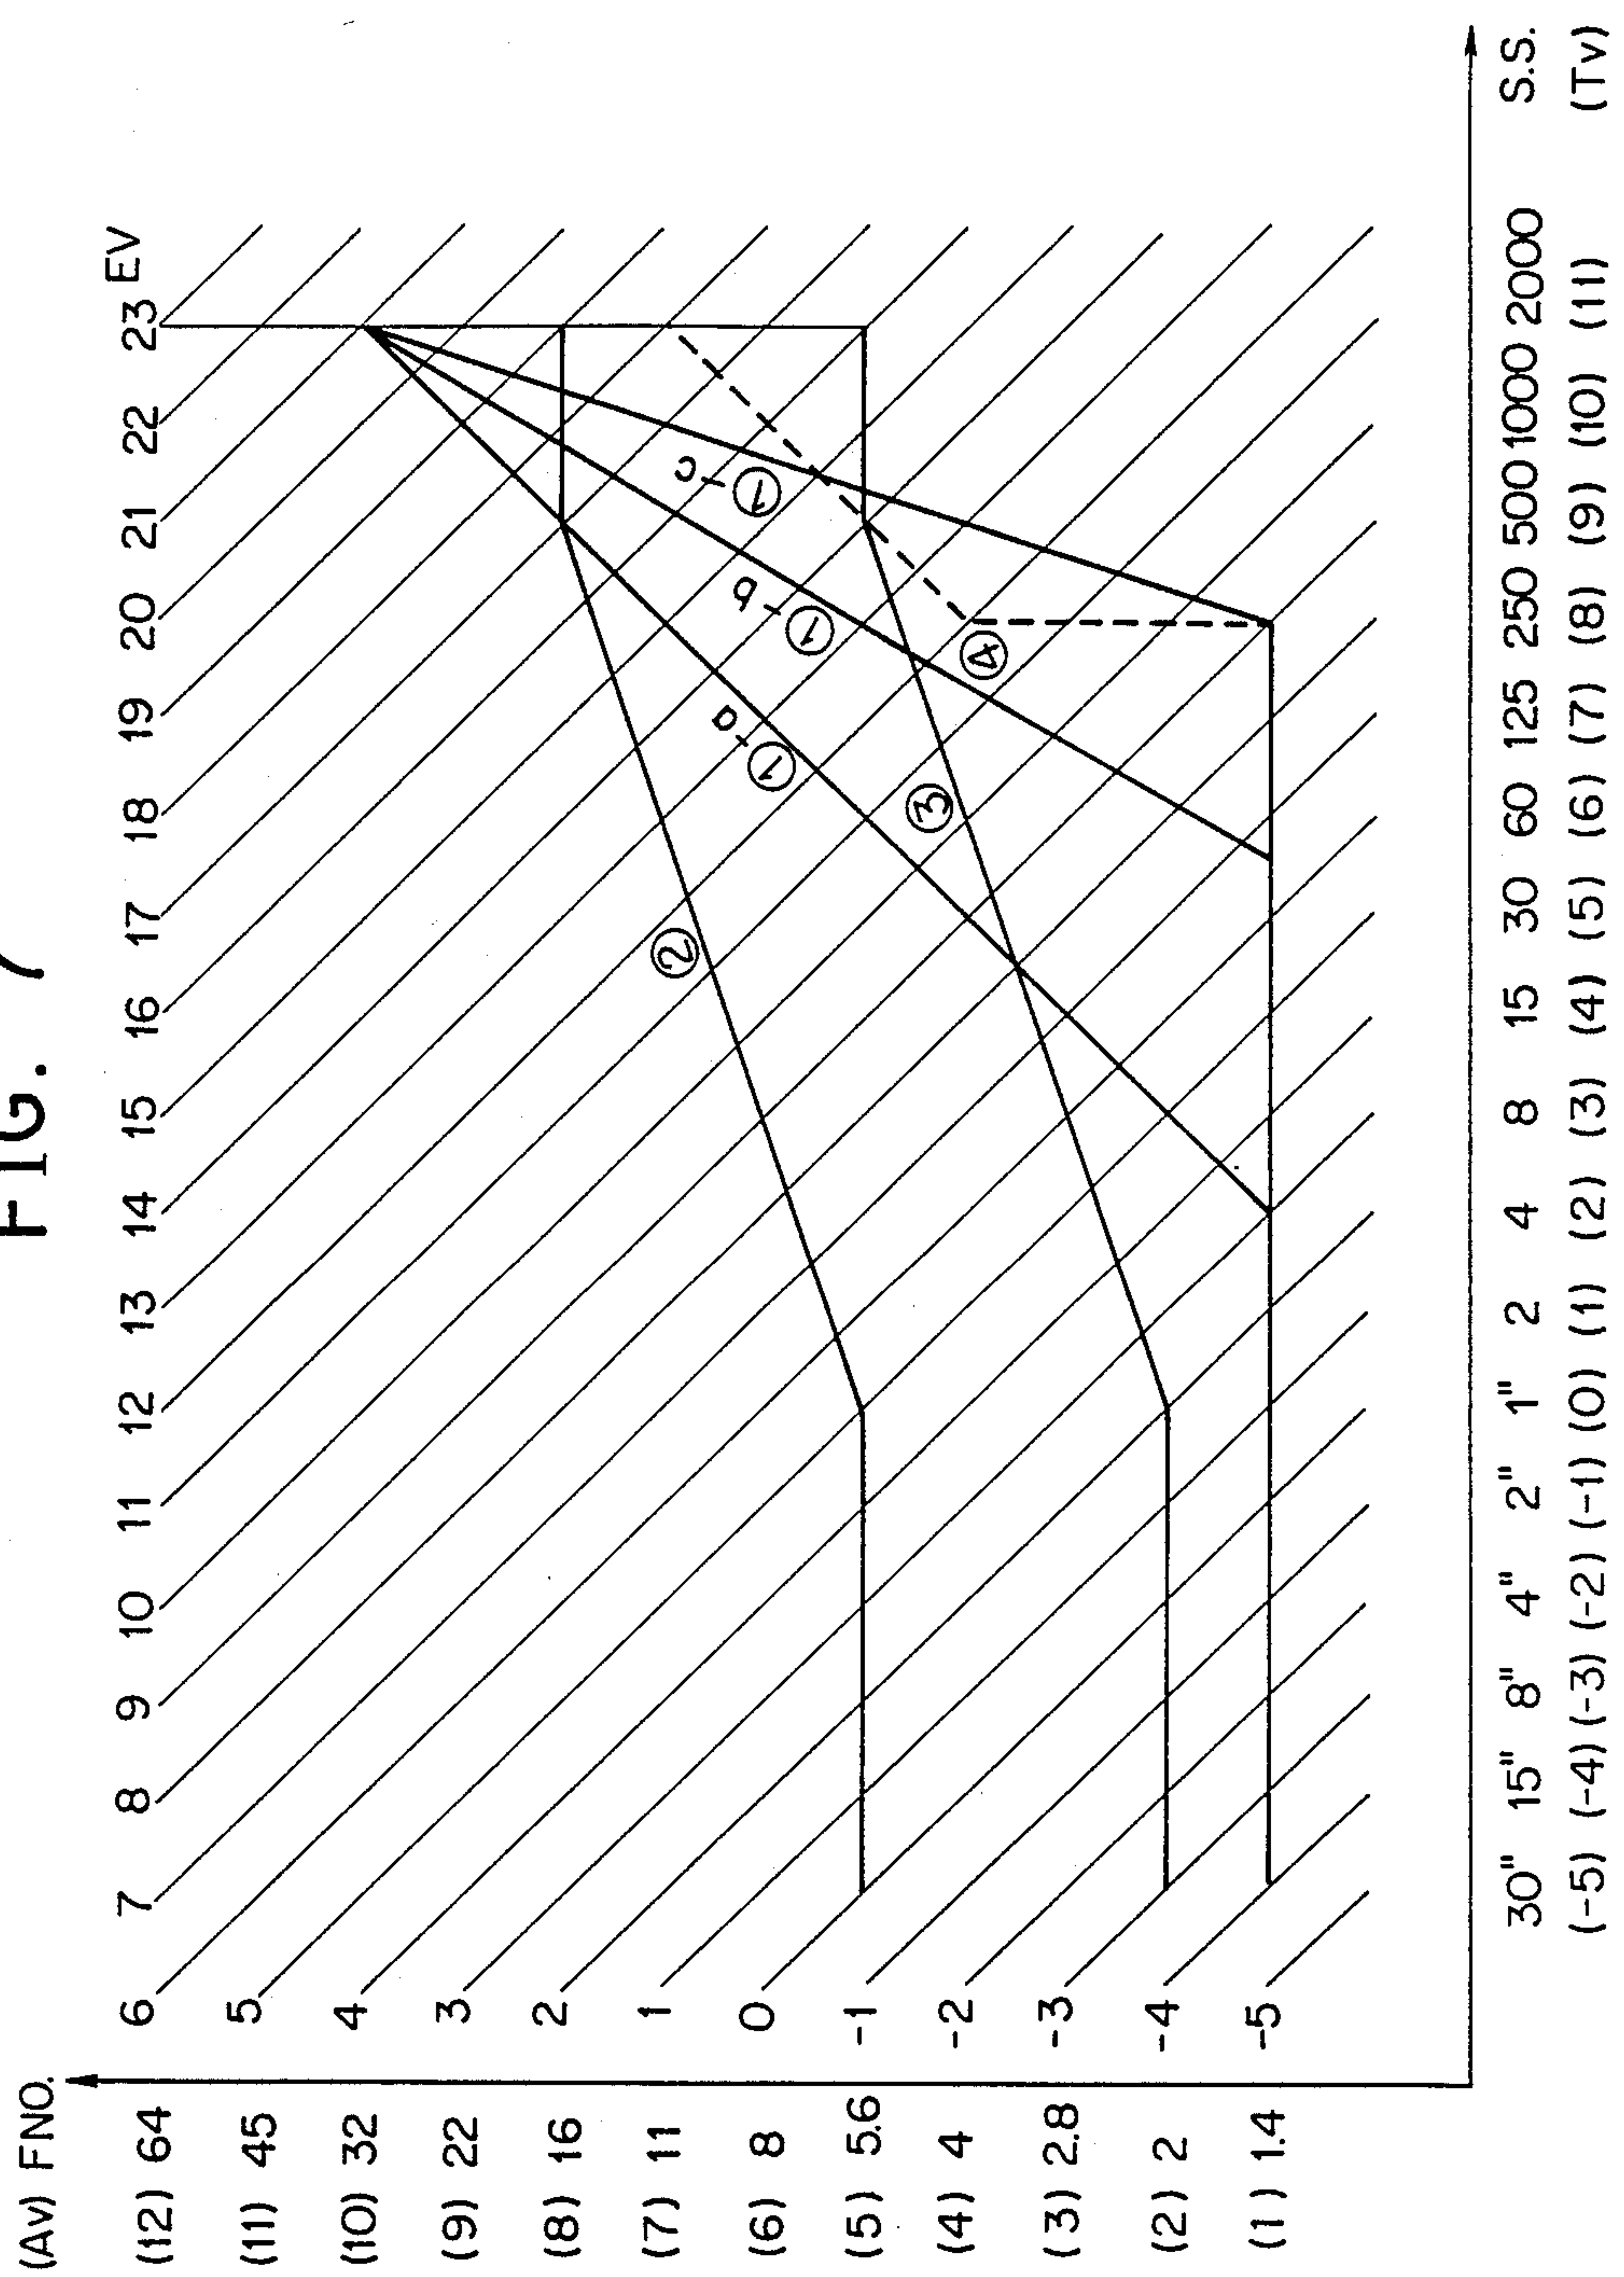 FIG. 7
(Av) FNO.
7 8 9 10 11 12 13 14 15 16 17 18 19 20 21 22 23 EV
(12) 64 6
(11) 45 5
(10) 32 4
(9) 22 3
(8) 16 2
(7) 11 1
(6) 8 0
(5) 5.6 -1
(4) 4 -2
(3) 2.8 -3
(2) 2 -4
(1) 1.4 -5
②
①-a
①-b
①-c
③
④
30" 15" 8" 4" 2" 1" 2 4 8 15 30 60 125 250 500 1000 2000 S.S.
(-5) (-4) (-3) (-2) (-1) (0) (1) (2) (3) (4) (5) (6) (7) (8) (9) (10) (11) (Tv)